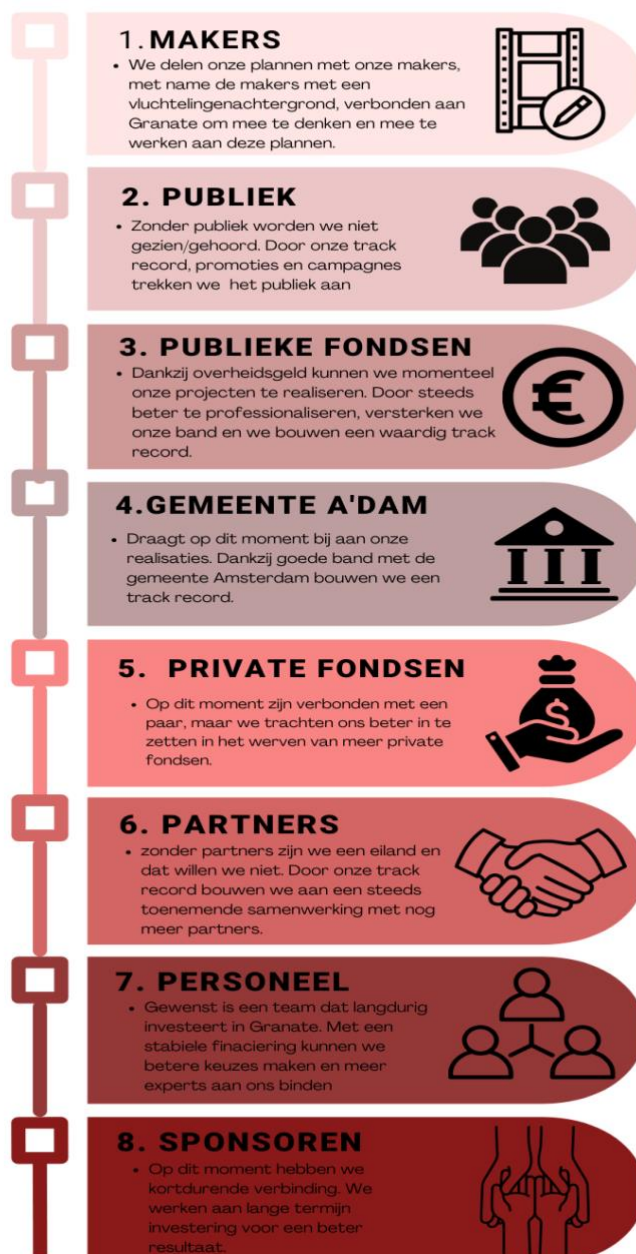 1. MAKERS
• We delen onze plannen met onze makers,
met name de makers met een
vluchtelingenachtergrond, verbonden aan
Granate om mee te denken en mee te
werken aan deze plannen.
2. PUBLIEK
• Zonder publiek worden we niet
gezien/gehoord. Door onze track
record, promoties en campagnes
trekken we het publiek aan
3. PUBLIEKE FONDSEN
• Dankzij overheidsgeld kunnen we momenteel
onze projecten te realiseren. Door steeds
beter te professionaliseren, versterken we
onze band en we bouwen een waardig track
record.
€
4.GEMEENTE A'DAM
• Draagt op dit moment bij aan onze
realisaties. Dankzij goede band met de
gemeente Amsterdam bouwen we een
track record.
5. PRIVATE FONDSEN
• Op dit moment zijn verbonden met een
paar, maar we trachten ons beter in te
zetten in het werven van meer private
fondsen.
$
6. PARTNERS
• zonder partners zijn we een eiland en
dat willen we niet. Door onze track
record bouwen we aan een steeds
toenemende samenwerking met nog
meer partners.
7. PERSONEEL
• Gewenst is een team dat langdurig
investeert in Granate. Met een
stabiele finaciering kunnen we
betere keuzes maken en meer
experts aan ons binden
8. SPONSOREN
• Op dit moment hebben we
kortdurende verbinding. We
werken aan lange termijn
investering voor een beter
resultaat.